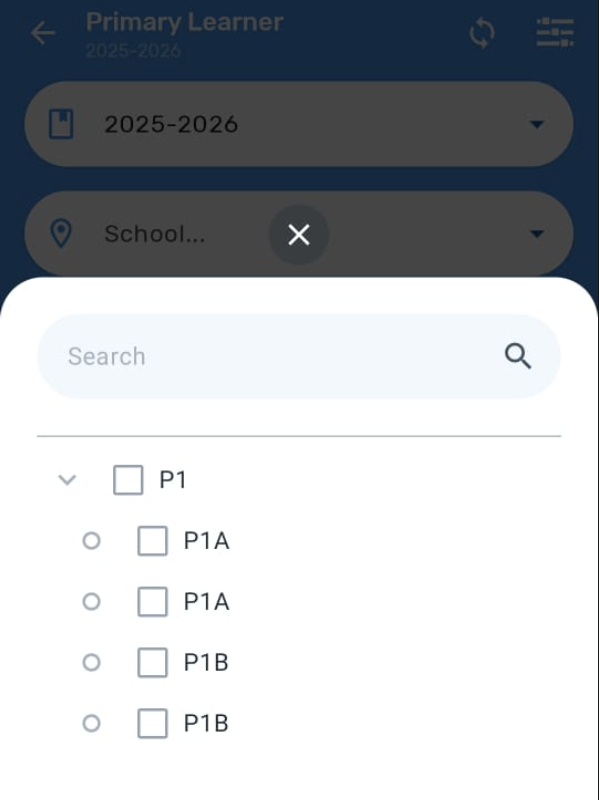 Primary Learner
2025-2026
2025-2026
School...
Search
P1
P1A
P1A
P1B
P1B